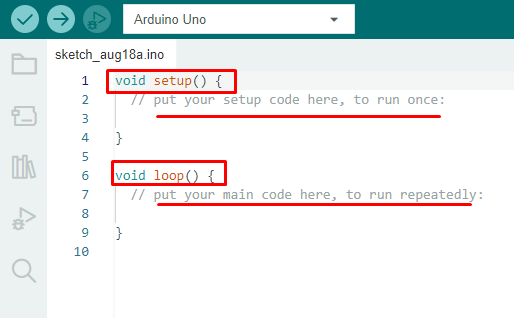 Arduino Uno
sketch_aug18a.ino
1 void setup() {
2 // put your setup code here, to run once:
3
4 }
5
6 void loop() {
7 // put your main code here, to run repeatedly:
8
9 }
10